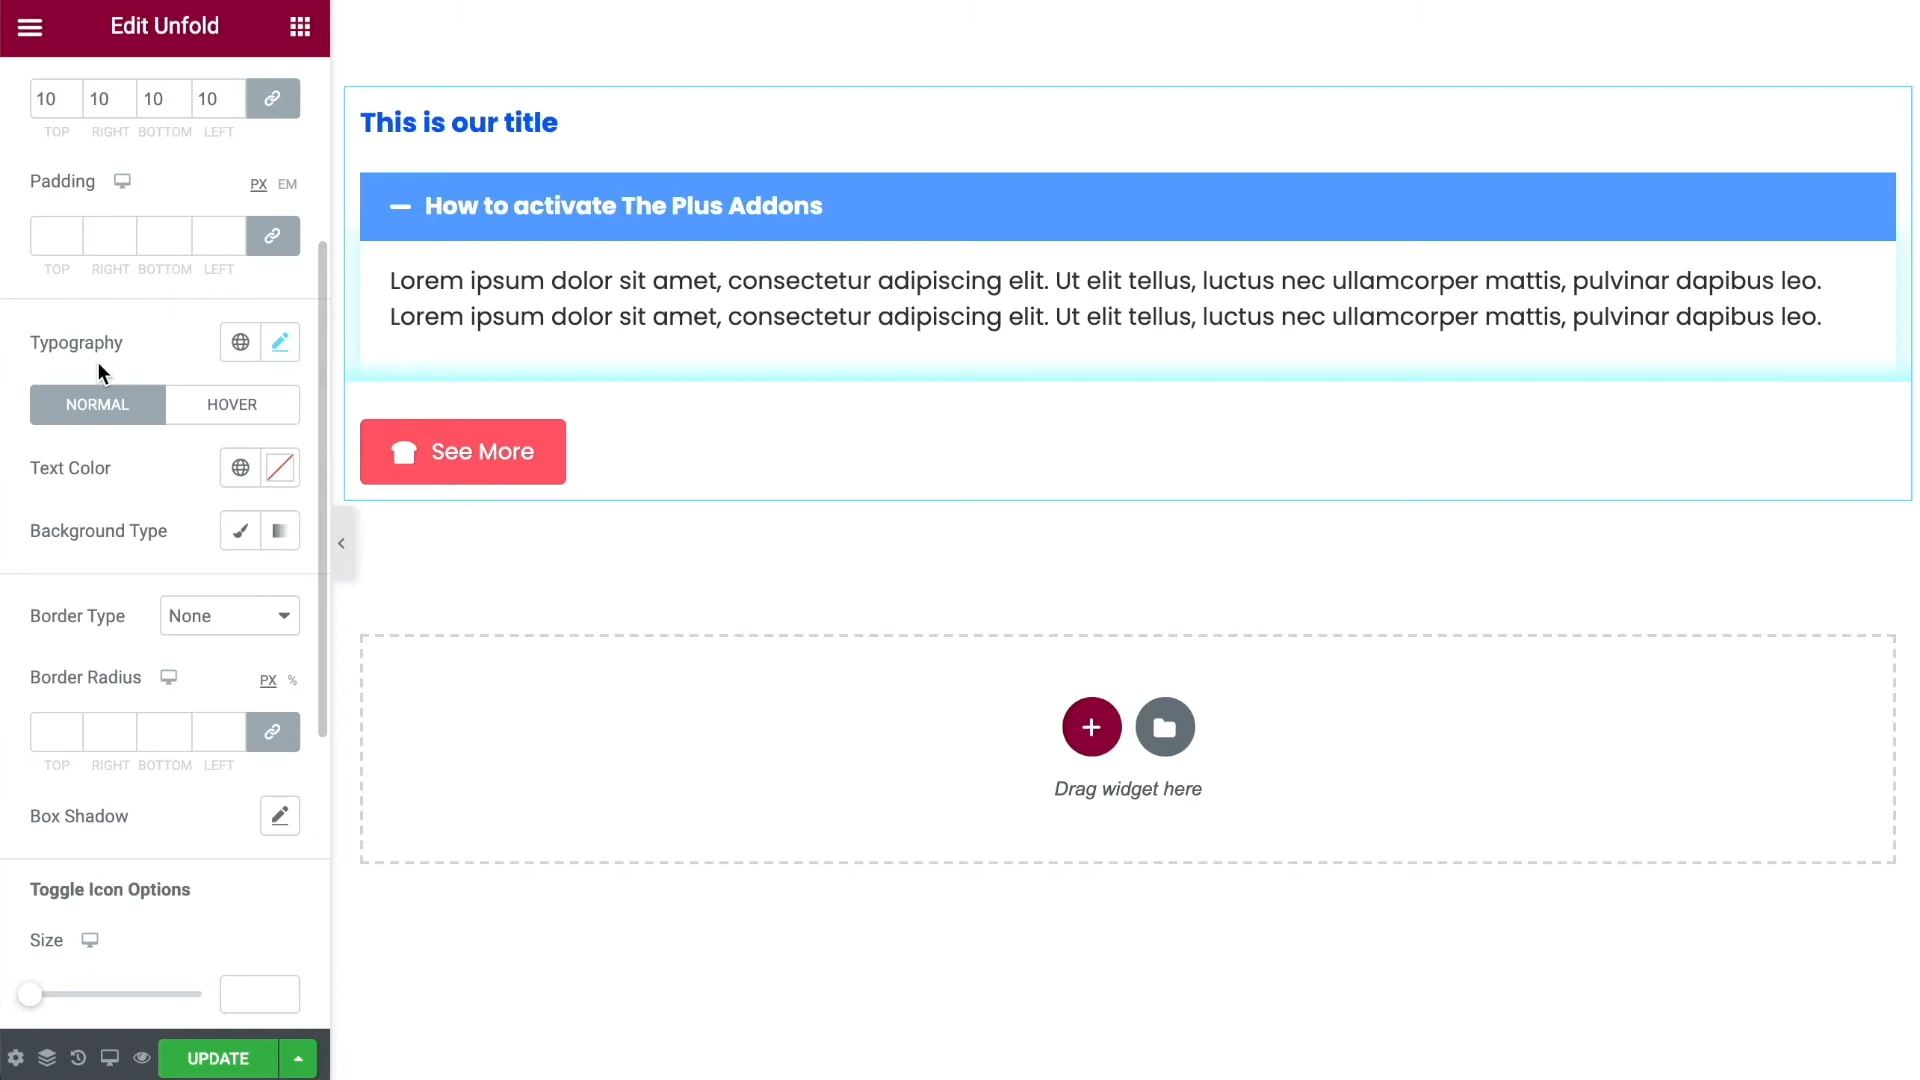 Edit Unfold
10 10 10 10
TOP RIGHT BOTTOM LEFT
Padding PX EM
TOP RIGHT BOTTOM LEFT
Typography
NORMAL HOVER
Text Color
Background Type
Border Type None
Border Radius PX %
TOP RIGHT BOTTOM LEFT
Box Shadow
Toggle Icon Options
Size
UPDATE
This is our title
How to activate The Plus Addons
Lorem ipsum dolor sit amet, consectetur adipiscing elit. Ut elit tellus, luctus nec ullamcorper mattis, pulvinar dapibus leo.
Lorem ipsum dolor sit amet, consectetur adipiscing elit. Ut elit tellus, luctus nec ullamcorper mattis, pulvinar dapibus leo.
See More
Drag widget here